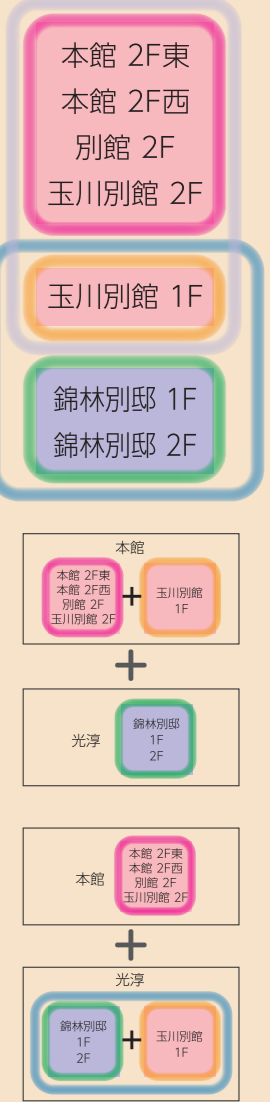 本館 2F東
本館 2F西
別館 2F
玉川別館 2F
玉川別館 1F
錦林別邸 1F
錦林別邸 2F
本館
本館 2F東
本館 2F西
別館 2F
玉川別館 2F
+
玉川別館
1F
+
光淳
錦林別邸
1F
2F
本館
本館 2F東
本館 2F西
別館 2F
玉川別館 2F
+
光淳
錦林別邸
1F
2F
+
玉川別館
1F